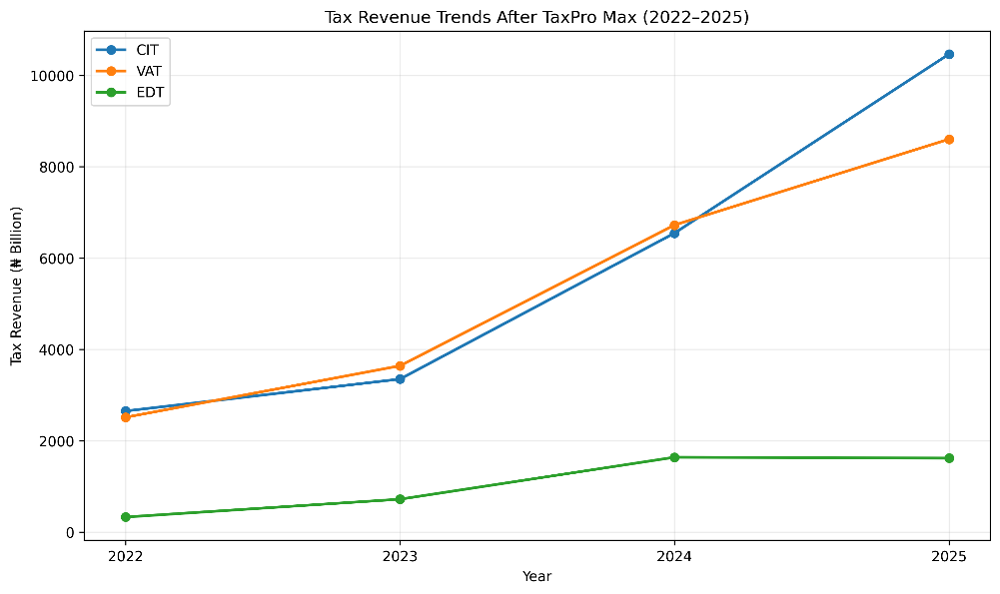 Tax Revenue Trends After TaxPro Max (2022–2025)
CIT
VAT
EDT
Tax Revenue (₦ Billion)
10000
8000
6000
4000
2000
0
2022 2023 2024 2025
Year